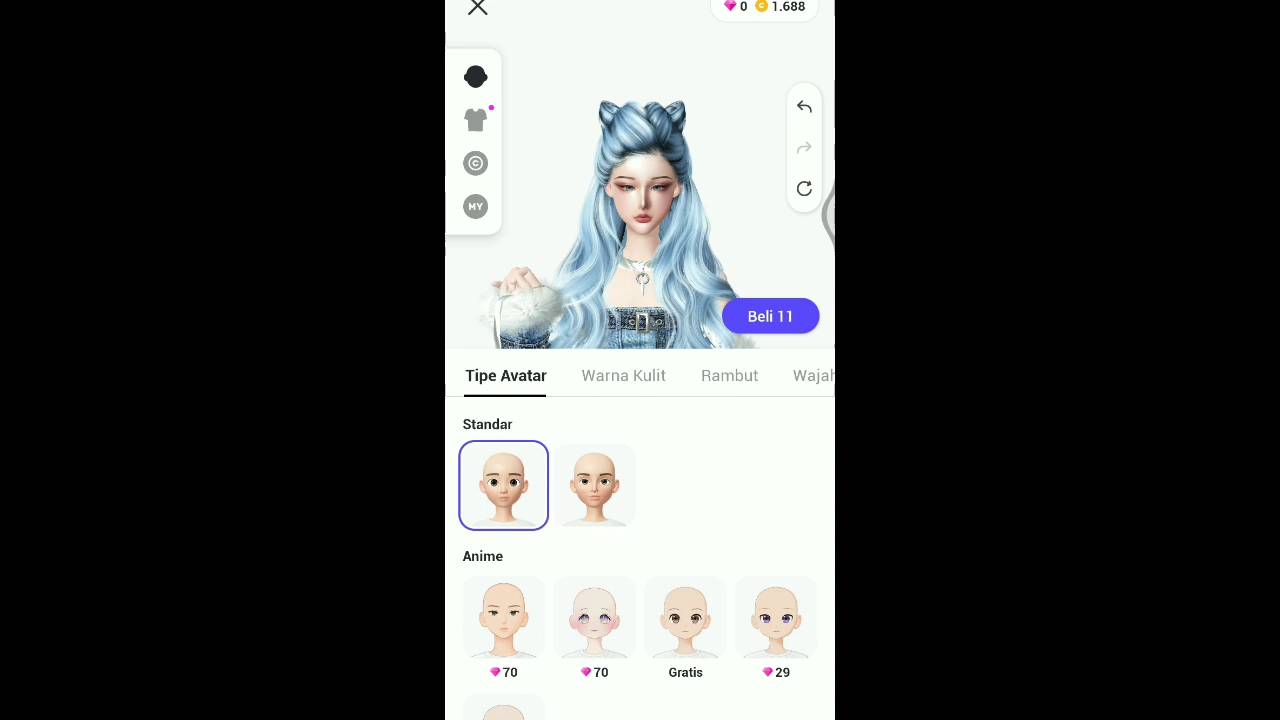 0 C 1.688
C
MY
Beli 11
Tipe Avatar Warna Kulit Rambut Wajah
Standar
Anime
70 70 Gratis 29